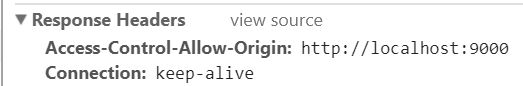 Response Headers view source
Access-Control-Allow-Origin: http://localhost:9000
Connection: keep-alive